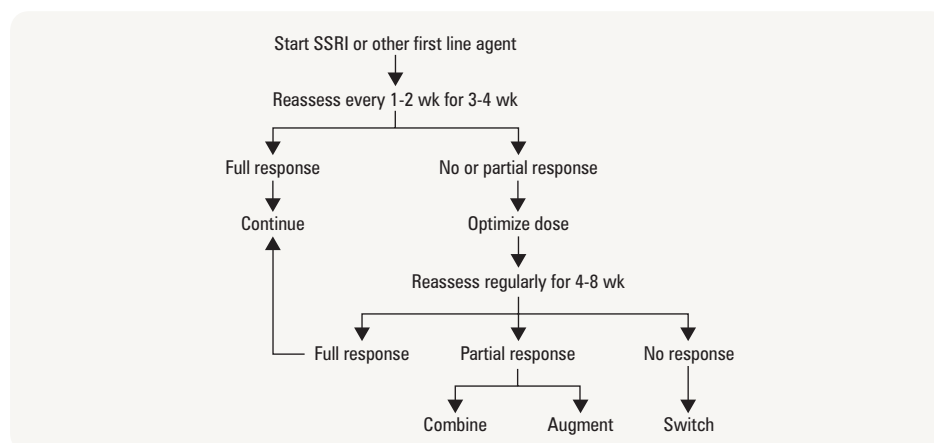 Start SSRI or other first line agent
Reassess every 1-2 wk for 3-4 wk
Full response
No or partial response
Continue
Optimize dose
Reassess regularly for 4-8 wk
Full response
Partial response
No response
Combine
Augment
Switch